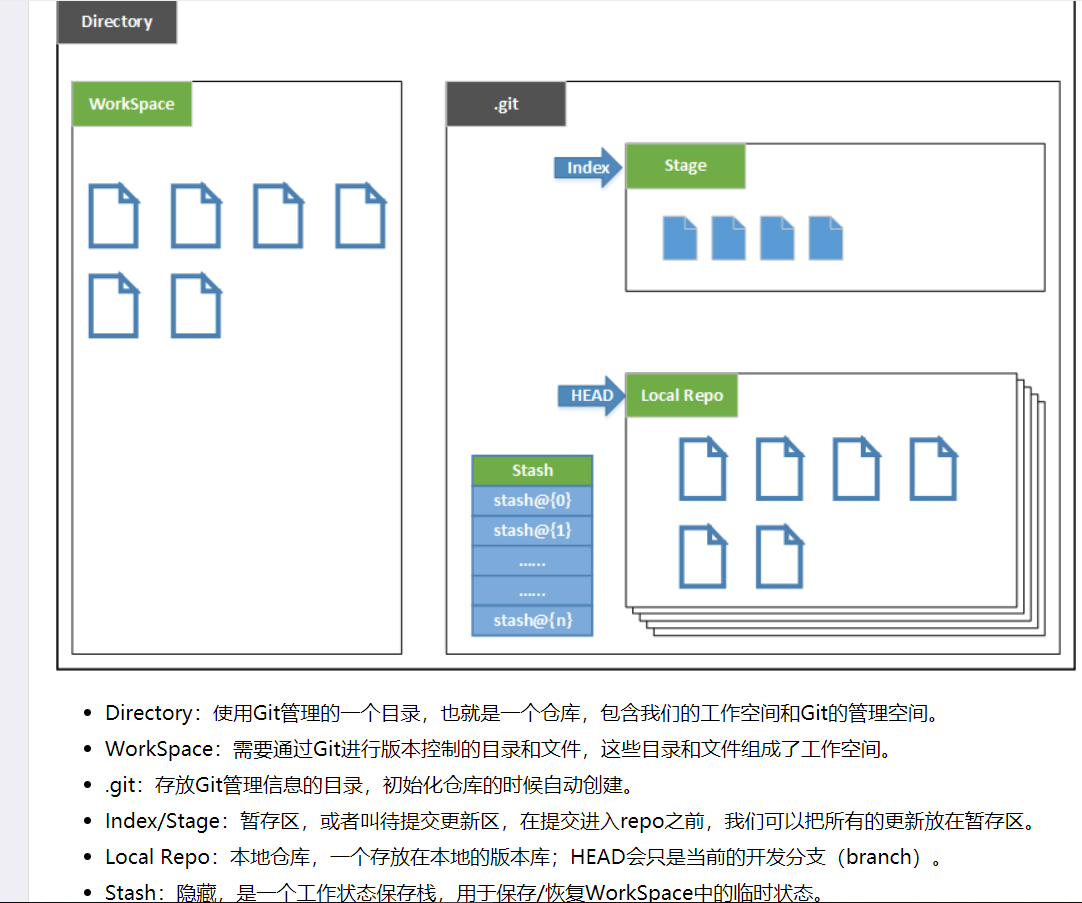 Directory
WorkSpace
.git
Index
Stage
HEAD
Local Repo
Stash
stash@{0}
stash@{1}
......
......
stash@{n}
Directory：使用Git管理的一个目录，也就是一个仓库，包含我们的工作空间和Git的管理空间。
WorkSpace：需要通过Git进行版本控制的目录和文件，这些目录和文件组成了工作空间。
.git：存放Git管理信息的目录，初始化仓库的时候自动创建。
Index/Stage：暂存区，或者叫待提交更新区，在提交进入repo之前，我们可以把所有的更新放在暂存区。
Local Repo：本地仓库，一个存放在本地的版本库；HEAD会只是当前的开发分支（branch）。
Stash：隐藏，是一个工作状态保存栈，用于保存/恢复WorkSpace中的临时状态。